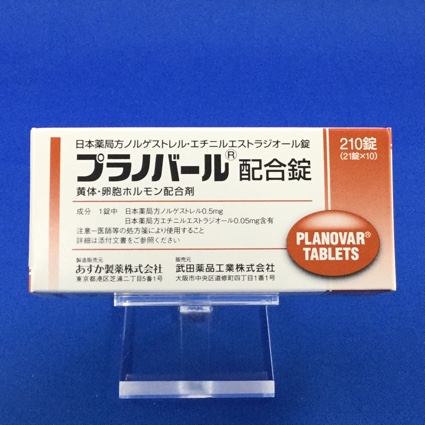 日本薬局方ノルゲストレル・エチニルエストラジオール錠
プラノバール® 配合錠
黄体・卵胞ホルモン配合剤
210錠
(21錠×10)
成分 1錠中 日本薬局方ノルゲストレル0.5mg
日本薬局方エチニルエストラジオール0.05mg含有
注意－医師等の処方箋により使用すること
詳細は添付文書をご参照ください
PLANOVAR®
TABLETS
製造販売元
あすか製薬株式会社
東京都港区芝浦二丁目5番1号
販売元
武田薬品工業株式会社
大阪市中央区道修町四丁目1番1号